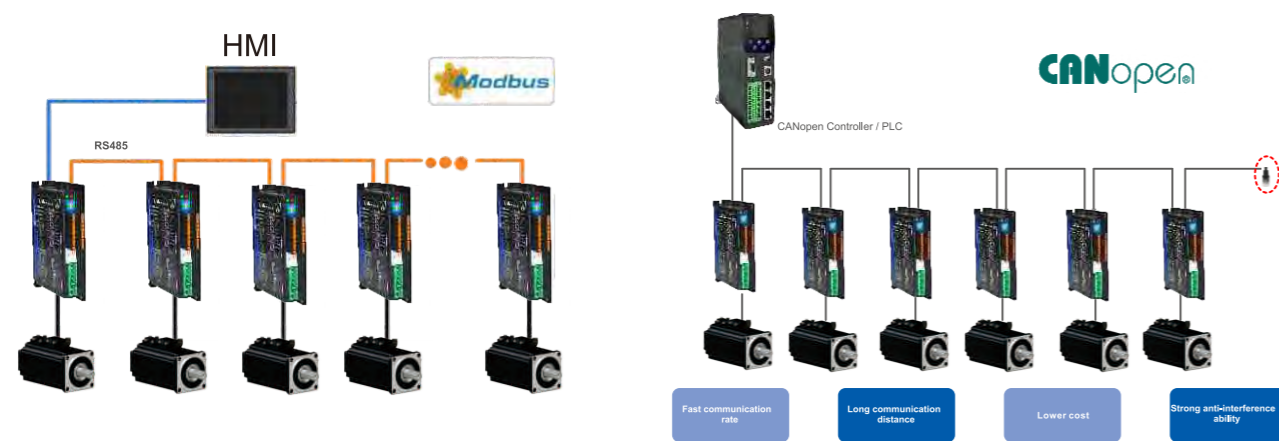 HMI
Modbus
RS485
CANopen
CANopen Controller / PLC
Fast communication
rate
Long communication
distance
Lower cost
Strong anti-interference
ability